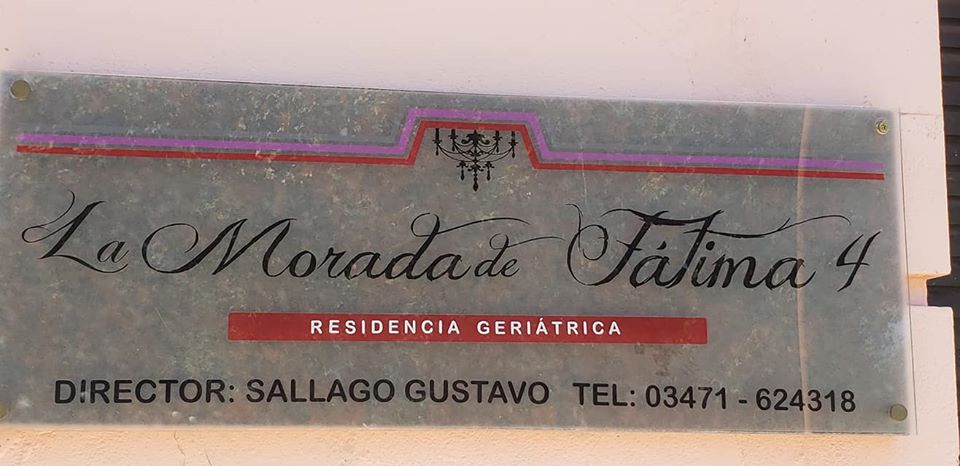 La Morada de Fátima 4
RESIDENCIA GERIÁTRICA
DIRECTOR: SALLAGO GUSTAVO TEL: 03471 - 624318